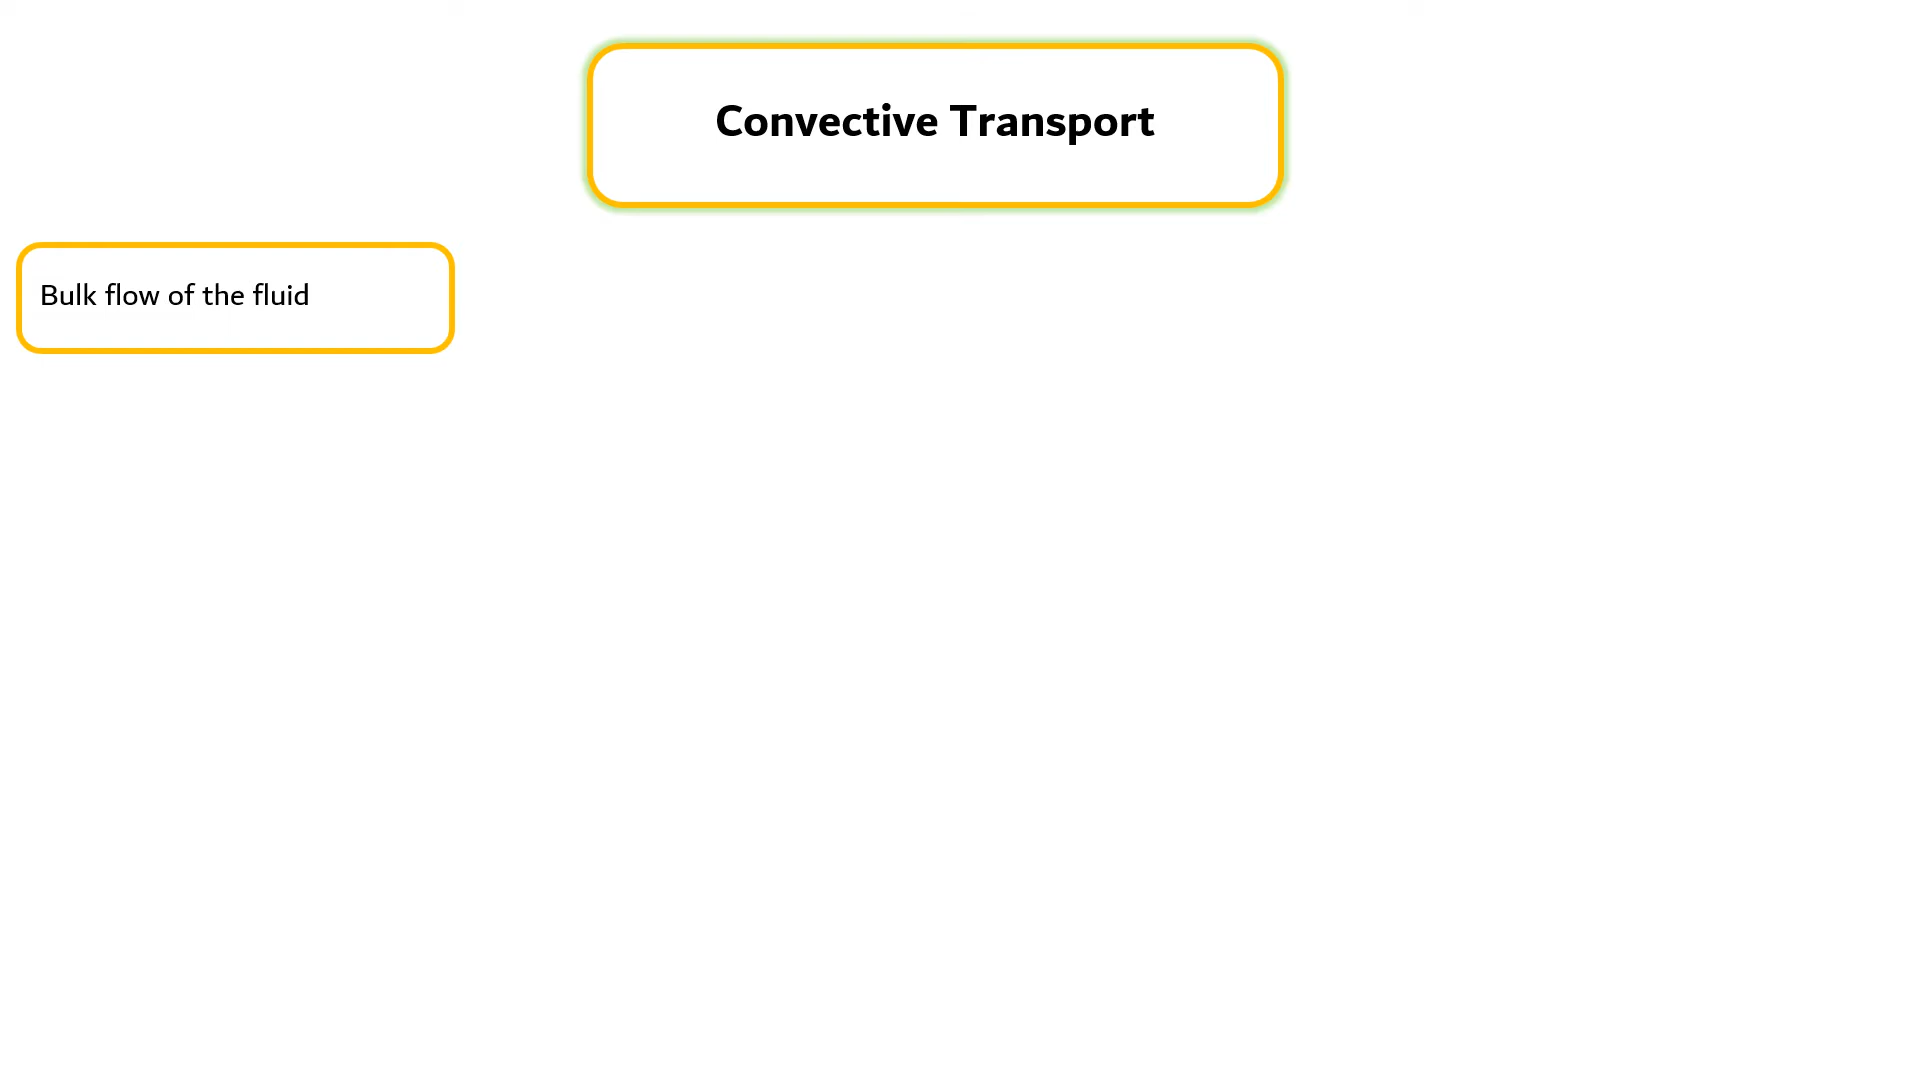 Convective Transport
Bulk flow of the fluid